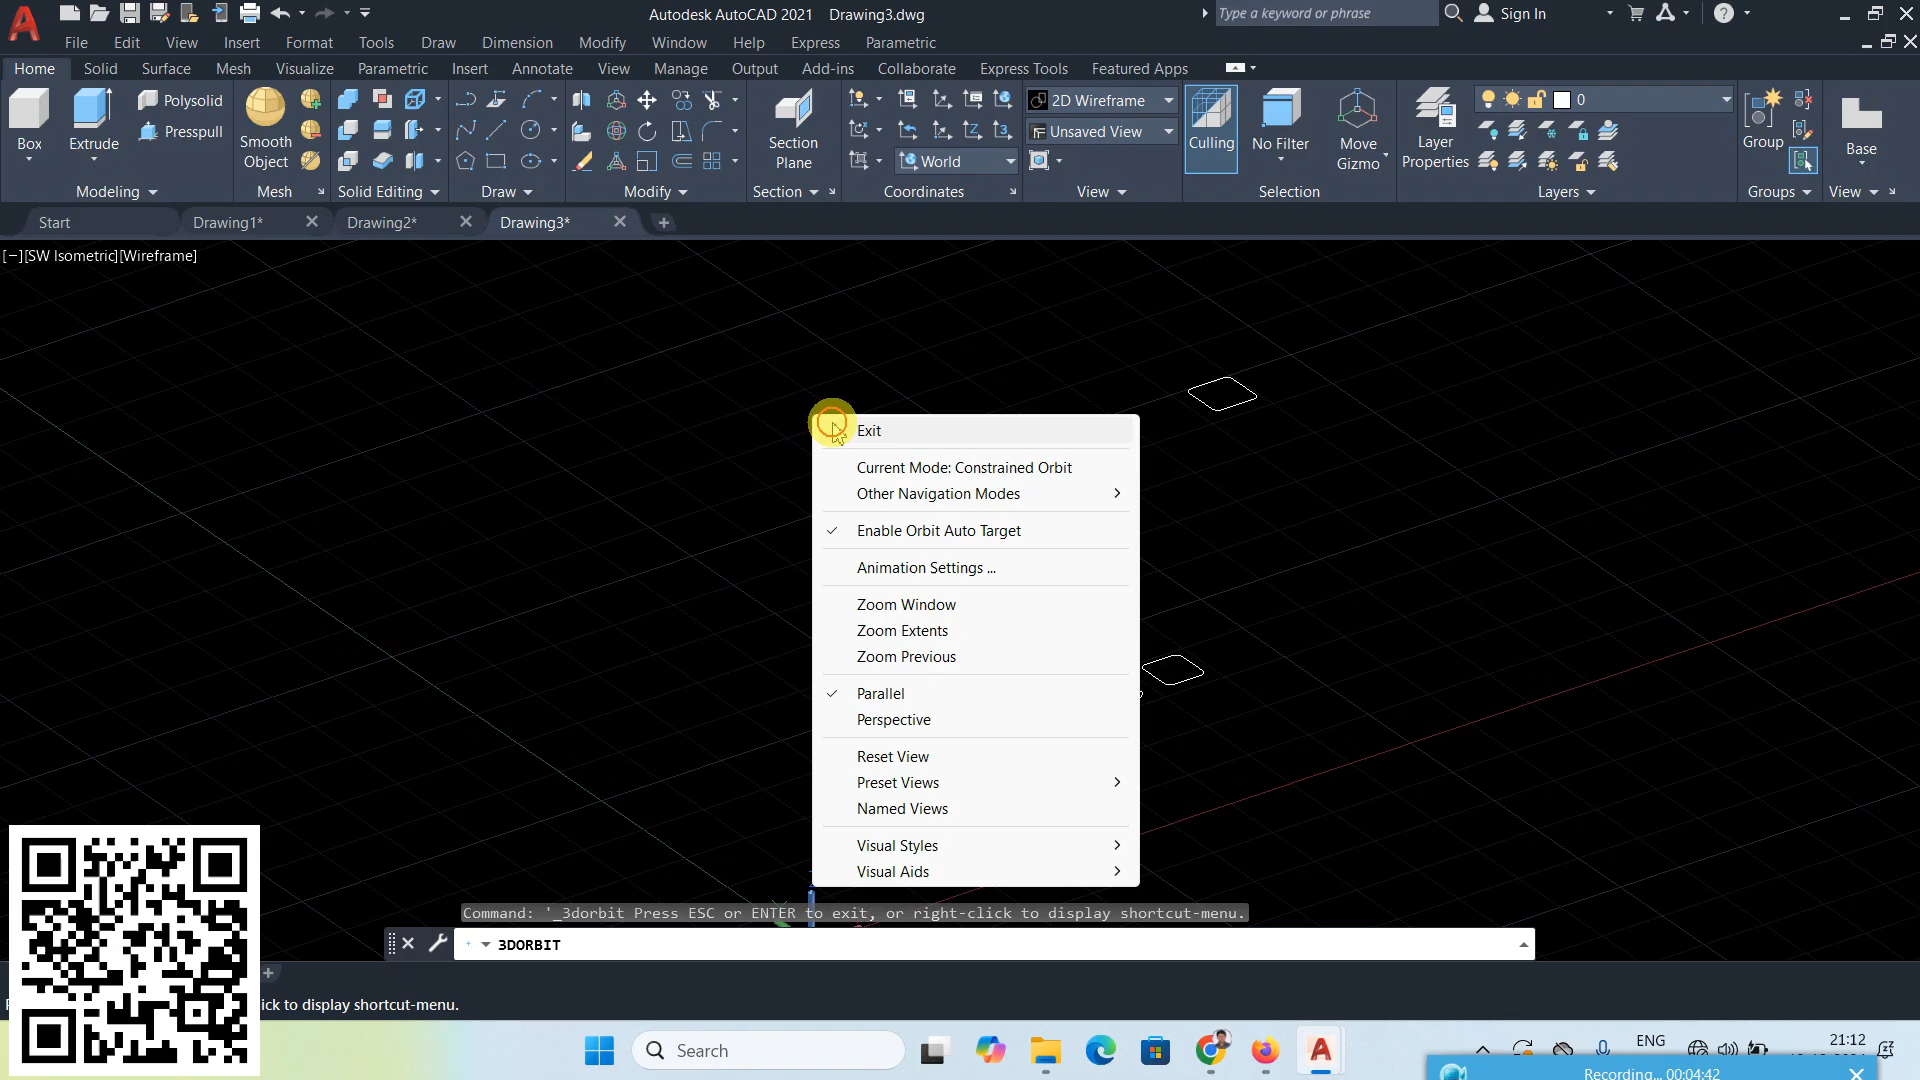 Autodesk AutoCAD 2021 Drawing3.dwg
Type a keyword or phrase
Sign In
File Edit View Insert Format Tools Draw Dimension Modify Window Help Express Parametric
Home Solid Surface Mesh Visualize Parametric Insert Annotate View Manage Output Add-ins Collaborate Express Tools Featured Apps
Box
Extrude
Polysolid
Presspull
Smooth
Object
Section
Plane
World
2D Wireframe
Unsaved View
Culling
No Filter
Move
Gizmo
Layer
Properties
0
Group
Base
Modeling Mesh Solid Editing Draw Modify Section Coordinates View Selection Layers Groups View
Start Drawing1* Drawing2* Drawing3*
[−][SW Isometric][Wireframe]
Exit
Current Mode: Constrained Orbit
Other Navigation Modes
Enable Orbit Auto Target
Animation Settings ...
Zoom Window
Zoom Extents
Zoom Previous
Parallel
Perspective
Reset View
Preset Views
Named Views
Visual Styles
Visual Aids
Command: '_3dorbit Press ESC or ENTER to exit, or right-click to display shortcut-menu.
3DORBIT
ick to display shortcut-menu.
Search
ENG
21:12
Recording... 00:04:42